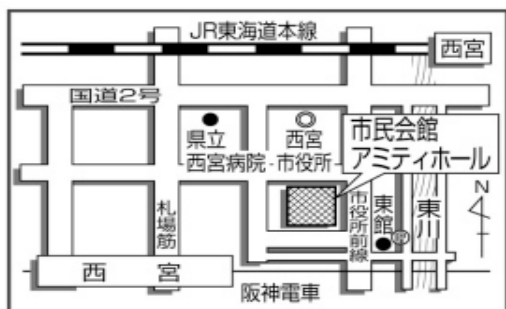 JR東海道本線
西宮
国道2号
県立
西宮病院
西宮
市役所
市民会館
アミティホール
N
札場筋
市役所前線
東館
東川
西宮
阪神電車